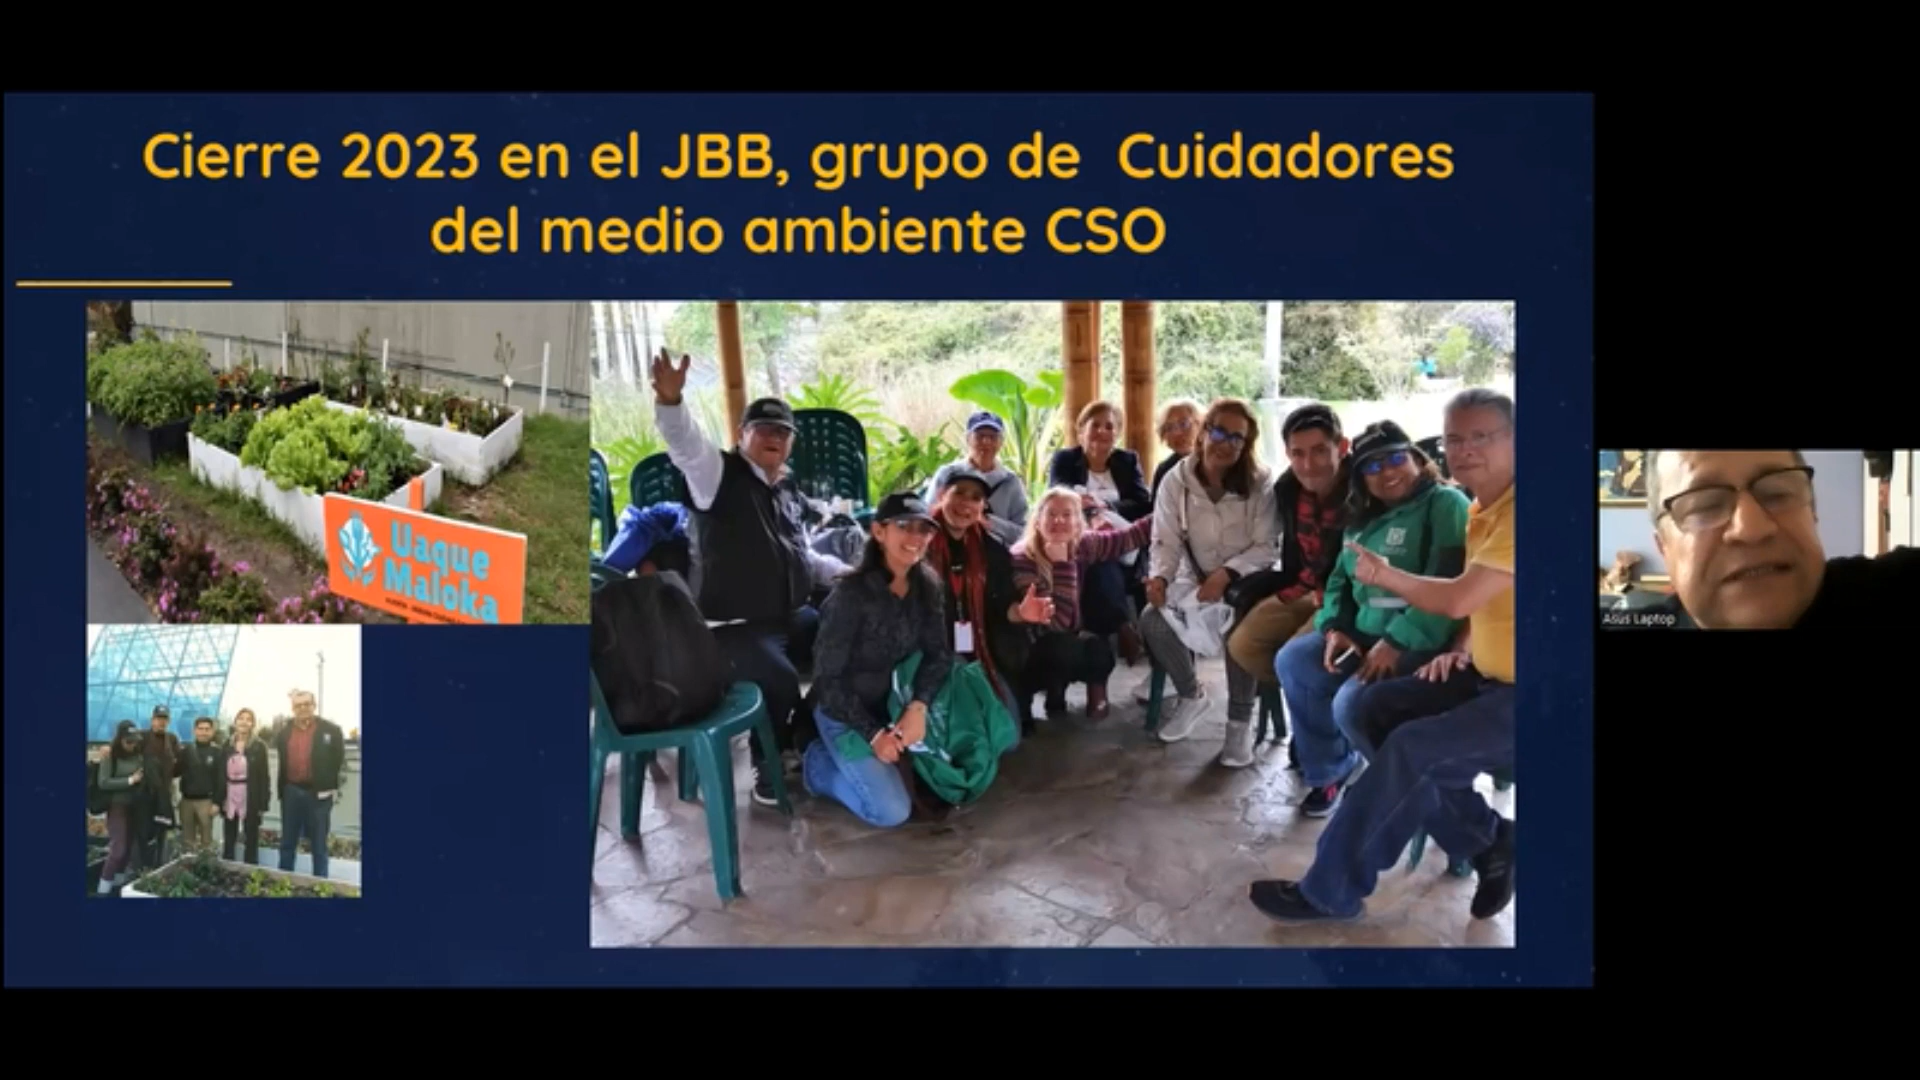 Cierre 2023 en el JBB, grupo de Cuidadores
del medio ambiente CSO
Uaque
Maloka
Asus Laptop